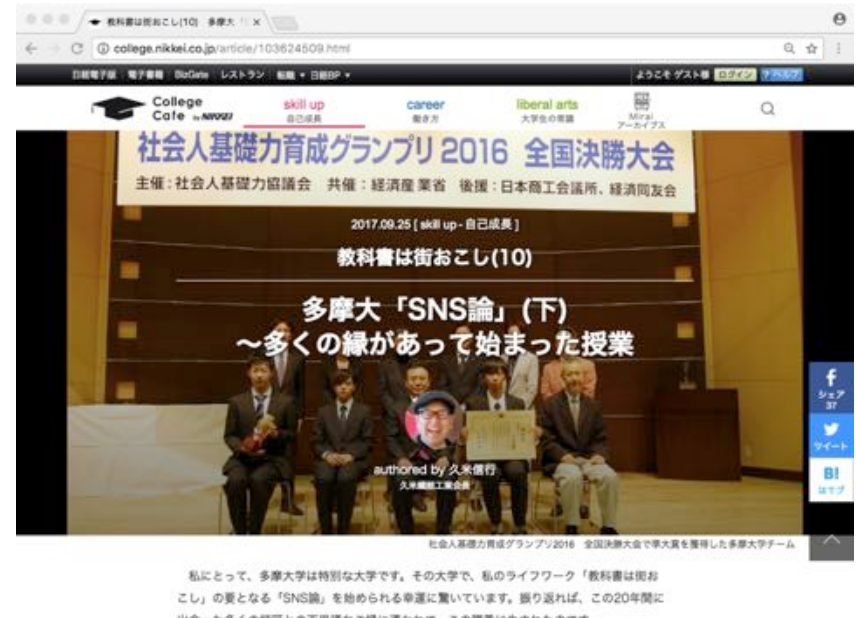 教科書は街おこし(10) 多摩大
college.nikkei.co.jp/article/103624509.html
日経電子版 電子書籍 BizGate レストラン 転職 ▾ 日経BP ▾ ようこそ ゲスト様 ログイン ? ヘルプ
College Cafe by NIKKEI
skill up
自己成長
career
働き方
liberal arts
大学生の常識
Mirai
アーカイブス
社会人基礎力育成グランプリ 2016 全国決勝大会
主催:社会人基礎力協議会 共催:経済産業省 後援:日本商工会議所、経済同友会
2017.09.25 [ skill up - 自己成長 ]
教科書は街おこし(10)
多摩大「SNS論」(下)
~多くの縁があって始まった授業
authored by 久米信行
久米繊維工業会長
シェア
37
ツイート
B!
はてブ
社会人基礎力育成グランプリ2016 全国決勝大会で準大賞を獲得した多摩大学チーム
私にとって、多摩大学は特別な大学です。その大学で、私のライフワーク「教科書は街お
こし」の要となる「SNS論」を始められる幸運に驚いています。振り返れば、この20年間に